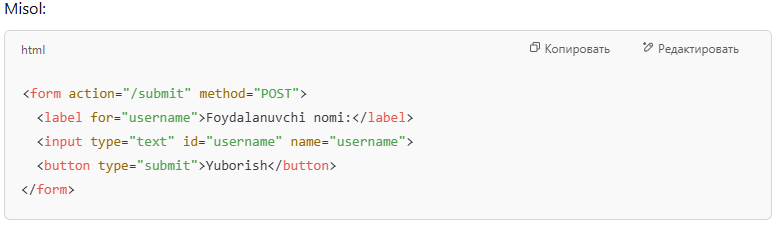 Misol:
html Копировать Редактировать
<form action="/submit" method="POST">
  <label for="username">Foydalanuvchi nomi:</label>
  <input type="text" id="username" name="username">
  <button type="submit">Yuborish</button>
</form>